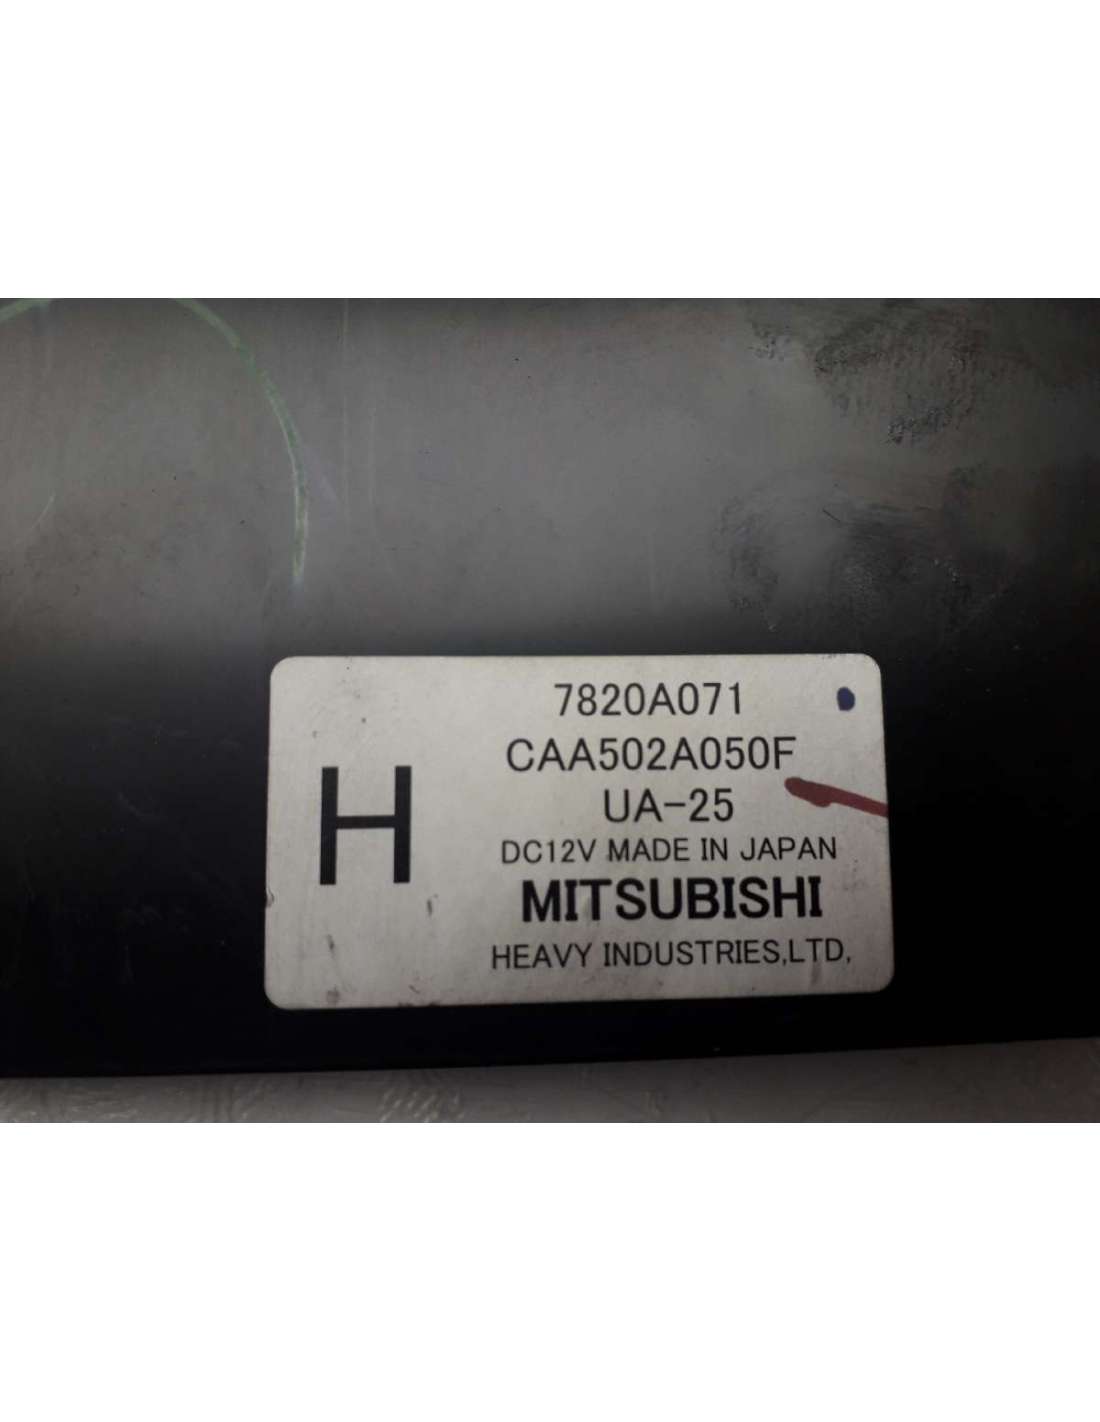 H
7820A071
CAA502A050F
UA-25
DC12V MADE IN JAPAN
MITSUBISHI
HEAVY INDUSTRIES,LTD,